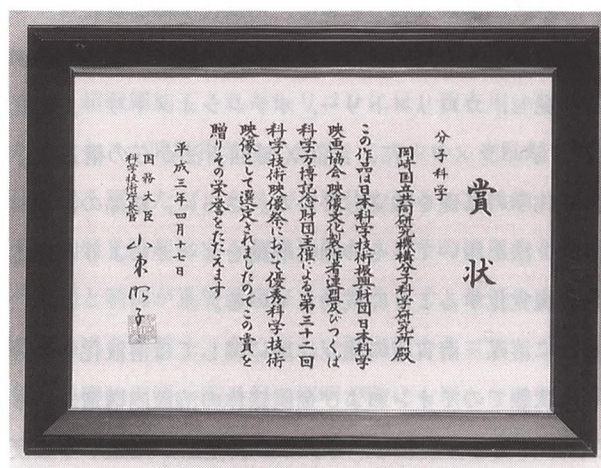 賞状
分子科学
岡崎国立共同研究機構分子科学研究所殿
この作品は日本科学技術振興財団日本科学
映画協会映像文化製作者連盟及びつくば
科学万博記念財団主催による第三十二回
科学技術映像祭において優秀科学技術
映像として選定されましたのでこの賞を
贈りその栄誉をたたえます
平成三年四月十七日
国務大臣
科学技術庁長官 山東昭子